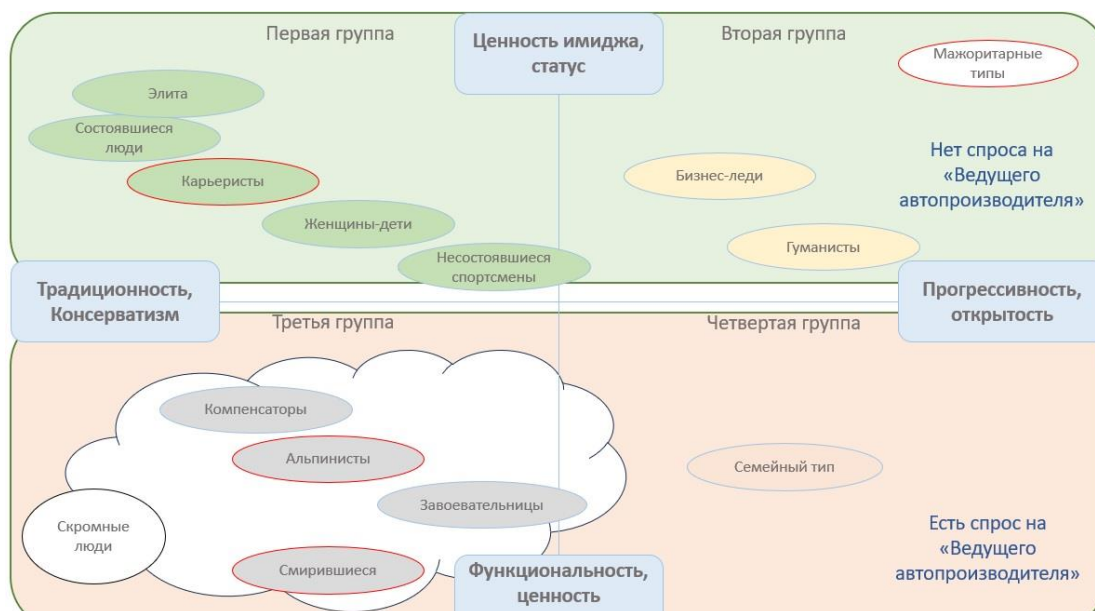 Первая группа
Ценность имиджа,
статус
Вторая группа
Мажоритарные
типы
Элита
Состоявшиеся
люди
Карьеристы
Женщины-дети
Несостоявшиеся
спортсмены
Бизнес-леди
Гуманисты
Нет спроса на
«Ведущего
автопроизводителя»
Традиционность,
Консерватизм
Прогрессивность,
открытость
Третья группа
Четвертая группа
Компенсаторы
Альпинисты
Завоевательницы
Смирившиеся
Скромные
люди
Семейный тип
Есть спрос на
«Ведущего
автопроизводителя»
Функциональность,
ценность